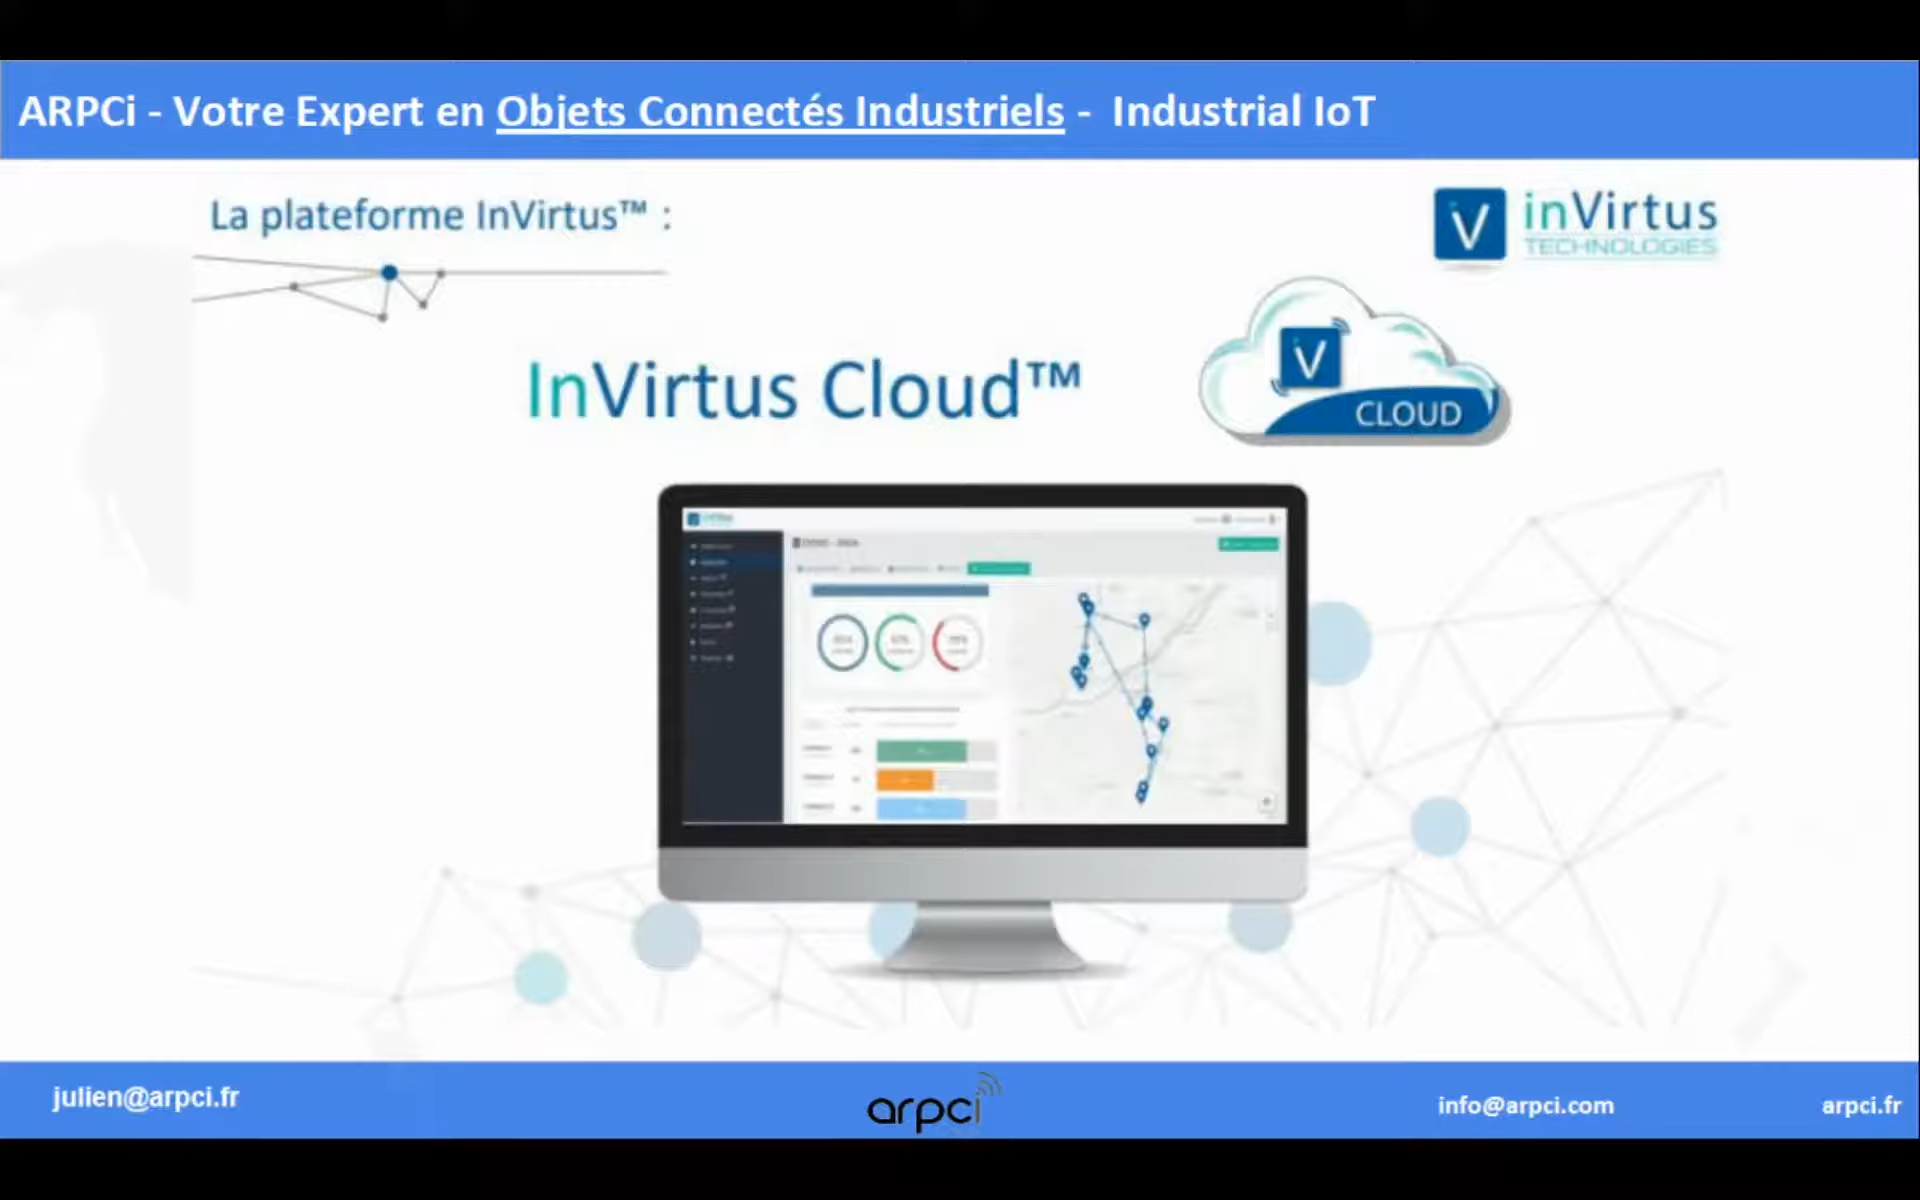 ARPCi - Votre Expert en Objets Connectés Industriels - Industrial IoT
La plateforme InVirtus™ :
inVirtus
TECHNOLOGIES
InVirtus Cloud™
V
CLOUD
julien@arpci.fr
arpci
info@arpci.com
arpci.fr